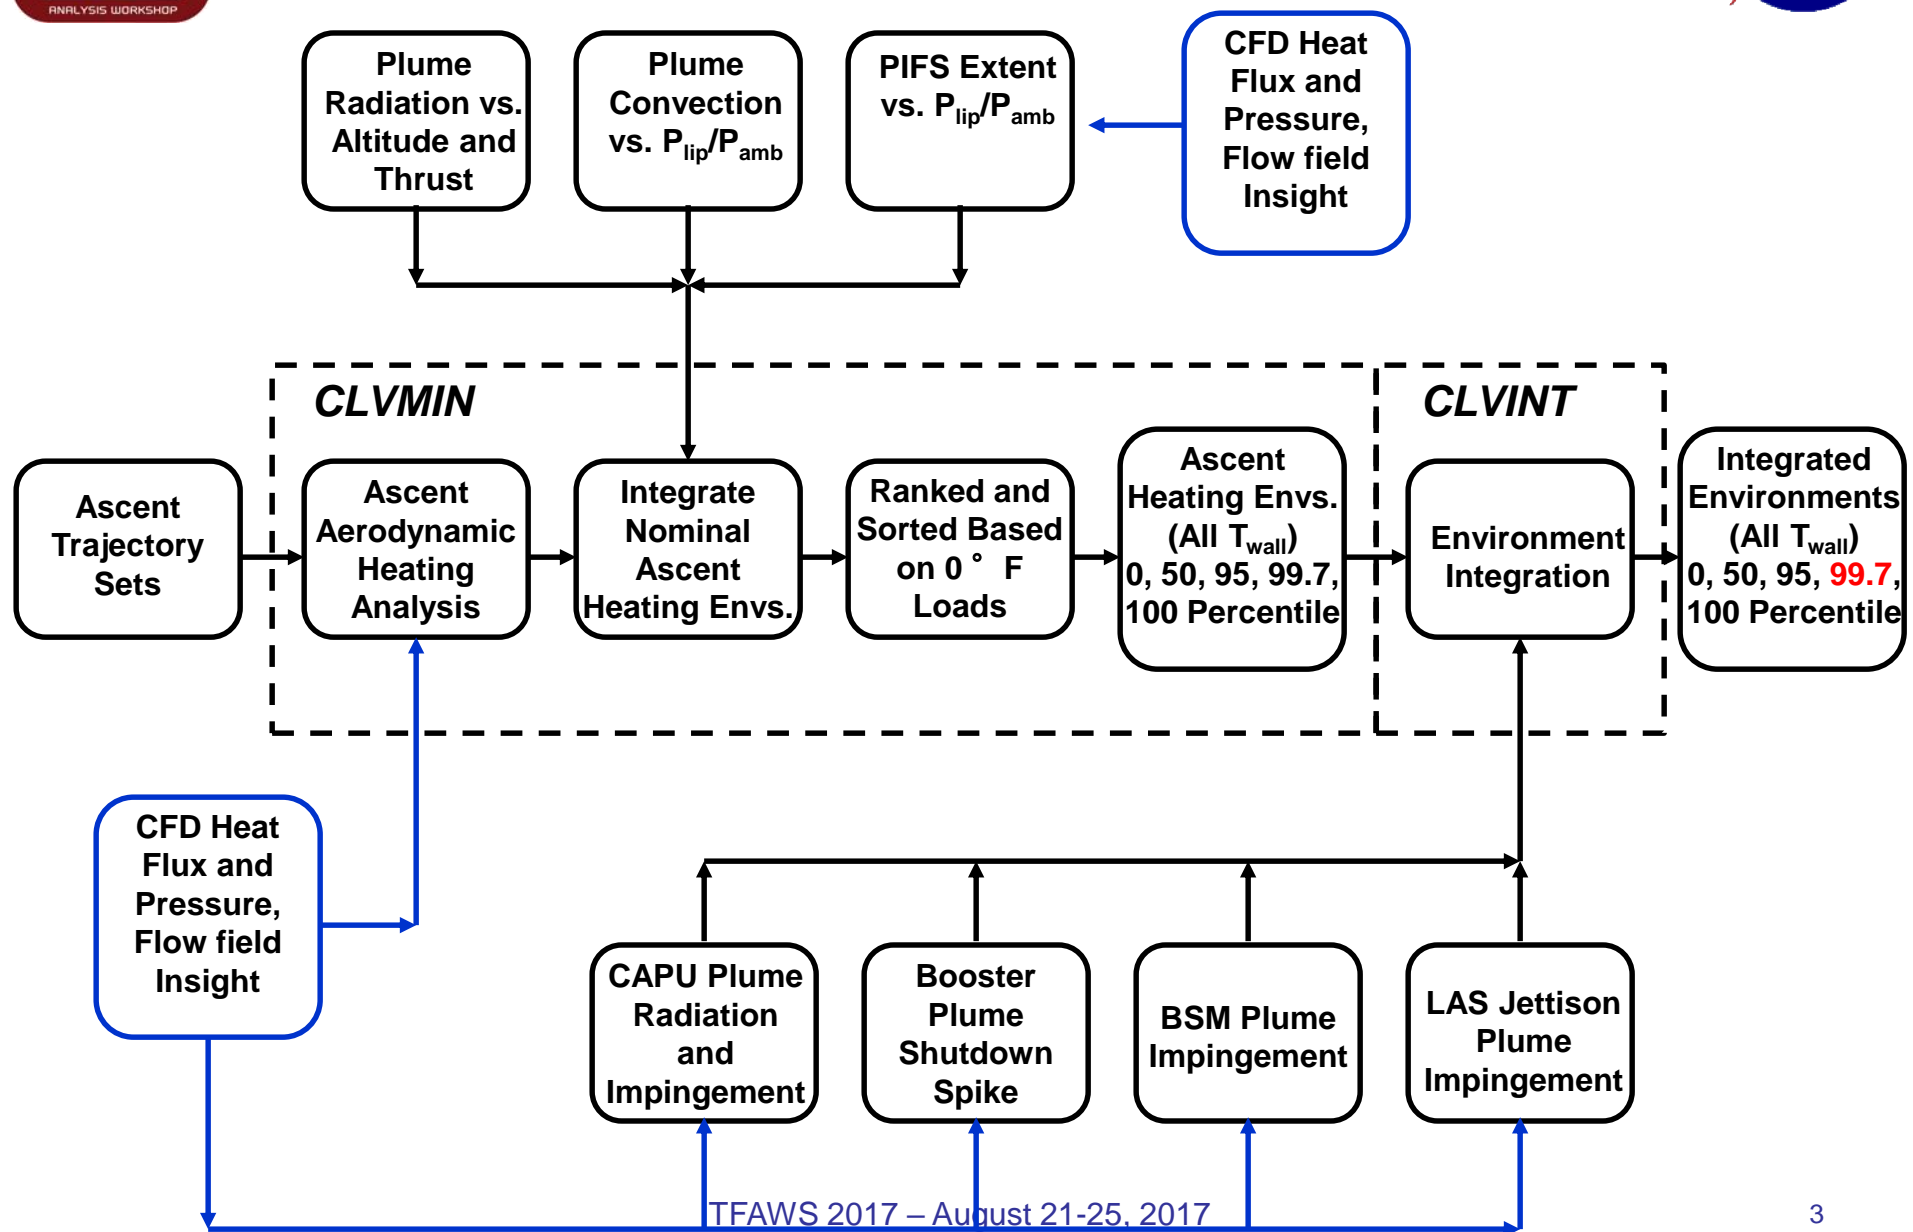 ANALYSIS WORKSHOP
Plume
Radiation vs.
Altitude and
Thrust
Plume
Convection
vs. Plip/Pamb
PIFS Extent
vs. Plip/Pamb
CFD Heat
Flux and
Pressure,
Flow field
Insight
CLVMIN
CLVINT
Ascent
Trajectory
Sets
Ascent
Aerodynamic
Heating
Analysis
Integrate
Nominal
Ascent
Heating Envs.
Ranked and
Sorted Based
on 0 ° F
Loads
Ascent
Heating Envs.
(All Twall)
0, 50, 95, 99.7,
100 Percentile
Environment
Integration
Integrated
Environments
(All Twall)
0, 50, 95, 99.7,
100 Percentile
CFD Heat
Flux and
Pressure,
Flow field
Insight
CAPU Plume
Radiation
and
Impingement
Booster
Plume
Shutdown
Spike
BSM Plume
Impingement
LAS Jettison
Plume
Impingement
TFAWS 2017 – August 21-25, 2017
3